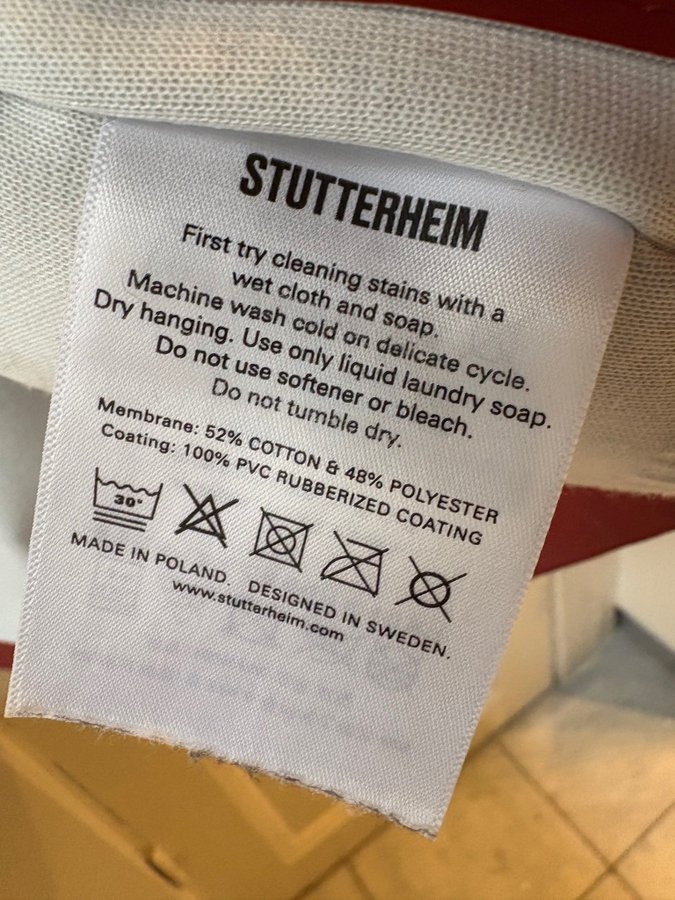 STUTTERHEIM
First try cleaning stains with a
wet cloth and soap.
Machine wash cold on delicate cycle.
Dry hanging. Use only liquid laundry soap.
Do not use softener or bleach.
Do not tumble dry.
Membrane: 52% COTTON & 48% POLYESTER
Coating: 100% PVC RUBBERIZED COATING
30°
MADE IN POLAND DESIGNED IN SWEDEN.
www.stutterheim.com